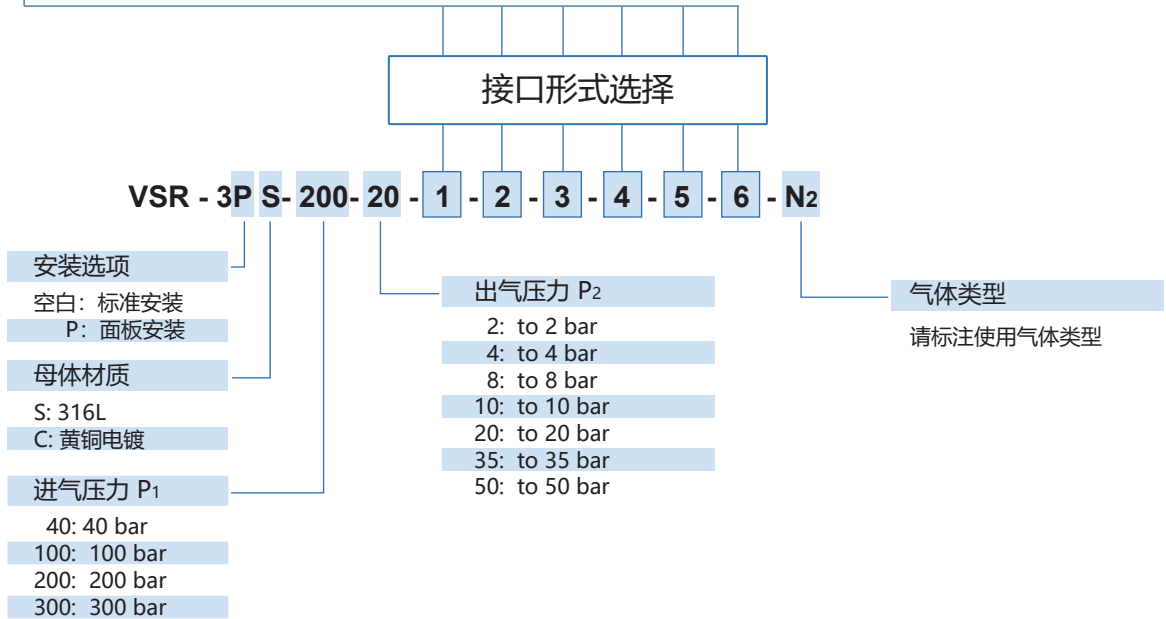 接口形式选择
VSR - 3P S- 200- 20 - 1 - 2 - 3 - 4 - 5 - 6 - N2
安装选项
空白：标准安装
P：面板安装
母体材质
S: 316L
C: 黄铜电镀
进气压力 P1
40: 40 bar
100: 100 bar
200: 200 bar
300: 300 bar
出气压力 P2
2: to 2 bar
4: to 4 bar
8: to 8 bar
10: to 10 bar
20: to 20 bar
35: to 35 bar
50: to 50 bar
气体类型
请标注使用气体类型